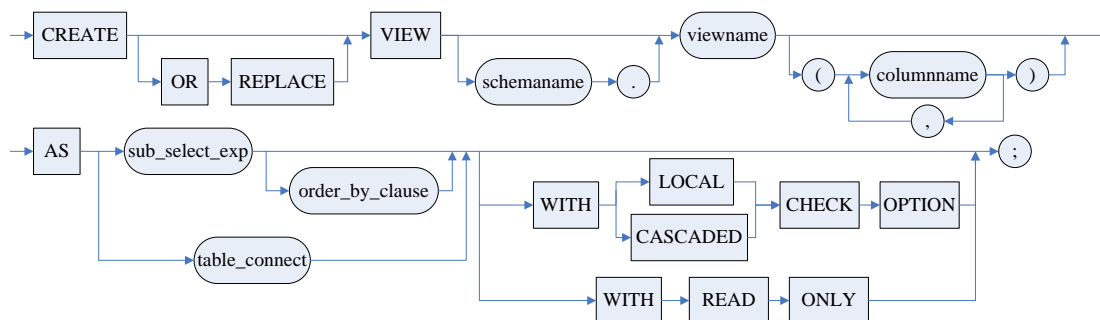 CREATE VIEW viewname
OR REPLACE schemaname . ( columnname )
,
AS sub_select_exp ;
order_by_clause WITH LOCAL CHECK OPTION
CASCADED
table_connect
WITH READ ONLY